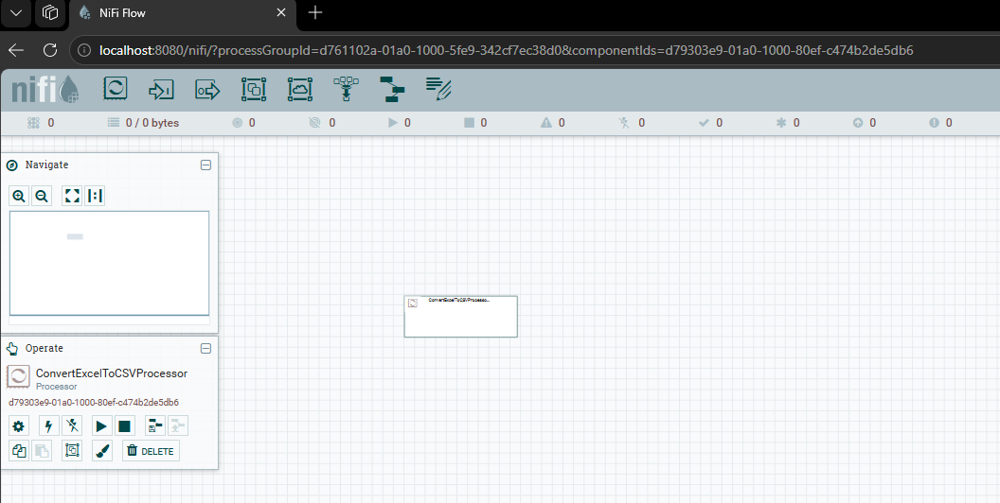 NiFi Flow
localhost:8080/nifi/?processGroupId=d761102a-01a0-1000-5fe9-342cf7ec38d0&componentIds=d79303e9-01a0-1000-80ef-c474b2de5db6
nifi
0 0 / 0 bytes 0 0 0 0 0 0 0 0 0 0
Navigate
ConvertExcelToCSVProcesso...
Operate
ConvertExcelToCSVProcessor
Processor
d79303e9-01a0-1000-80ef-c474b2de5db6
DELETE